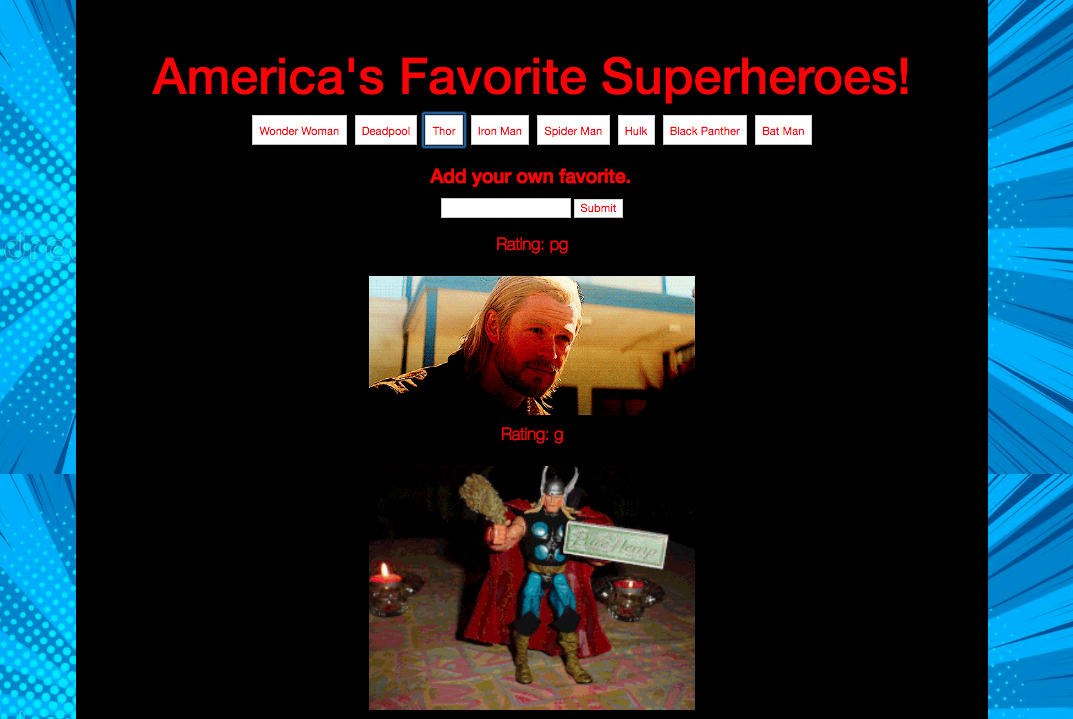 America's Favorite Superheroes!
Wonder Woman Deadpool Thor Iron Man Spider Man Hulk Black Panther Bat Man
Add your own favorite.
Submit
Rating: pg
Rating: g
Pure Hemp